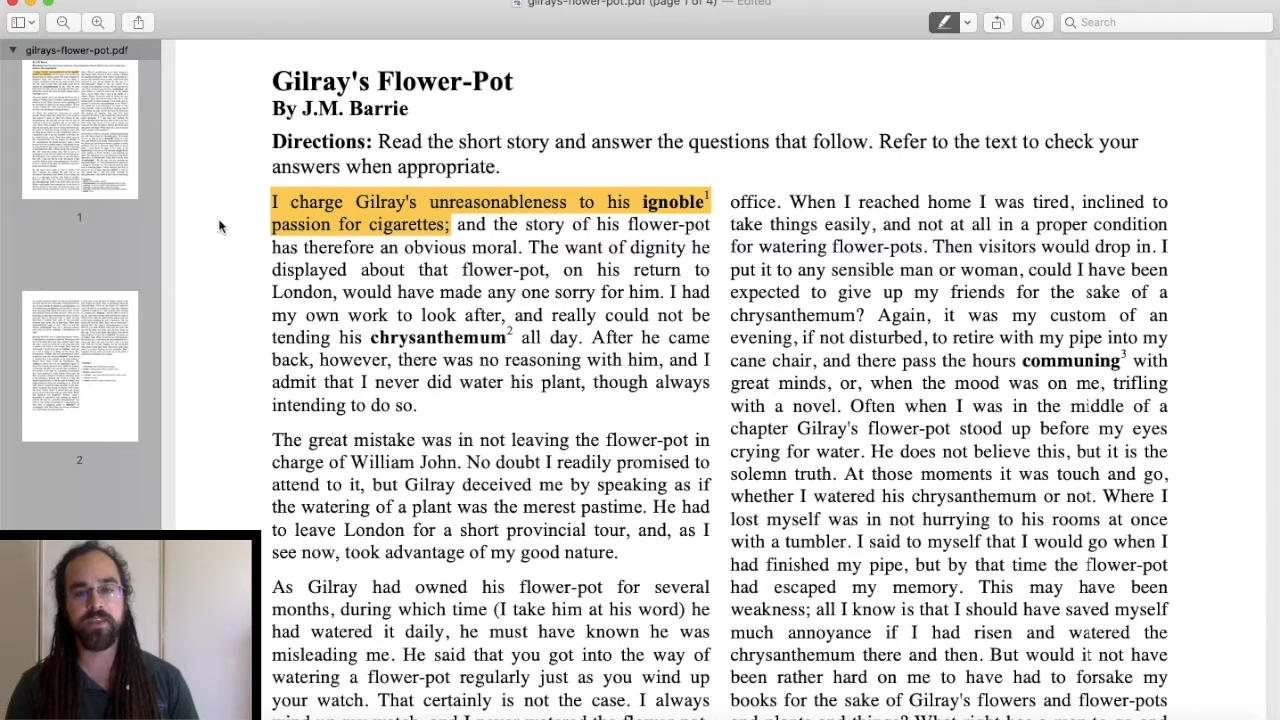 gilrays-flower-pot.pdf (page 1 of 4) — Edited
Search
gilrays-flower-pot.pdf
1
2
Gilray's Flower-Pot
By J.M. Barrie
Directions: Read the short story and answer the questions that follow. Refer to the text to check your
answers when appropriate.
I charge Gilray's unreasonableness to his ignoble1
passion for cigarettes; and the story of his flower-pot
has therefore an obvious moral. The want of dignity he
displayed about that flower-pot, on his return to
London, would have made any one sorry for him. I had
my own work to look after, and really could not be
tending his chrysanthemum all day. After he came
back, however, there was no reasoning with him, and I
admit that I never did water his plant, though always
intending to do so.
The great mistake was in not leaving the flower-pot in
charge of William John. No doubt I readily promised to
attend to it, but Gilray deceived me by speaking as if
the watering of a plant was the merest pastime. He had
to leave London for a short provincial tour, and, as I
see now, took advantage of my good nature.
As Gilray had owned his flower-pot for several
months, during which time (I take him at his word) he
had watered it daily, he must have known he was
misleading me. He said that you got into the way of
watering a flower-pot regularly just as you wind up
your watch. That certainly is not the case. I always
wind up my watch, and I never watered the flower-pot.
office. When I reached home I was tired, inclined to
take things easily, and not at all in a proper condition
for watering flower-pots. Then visitors would drop in. I
put it to any sensible man or woman, could I have been
expected to give up my friends for the sake of a
chrysanthemum? Again, it was my custom of an
evening, if not disturbed, to retire with my pipe into my
chair, and there pass the hours communing3 with
great minds, or, when the mood was on me, trifling
with a novel. Often when I was in the middle of a
chapter Gilray's flower-pot stood up before my eyes
crying for water. He does not believe this, but it is the
solemn truth. At those moments it was touch and go,
whether I watered his chrysanthemum or not. Where I
lost myself was in not hurrying to his rooms at once
with a tumbler. I said to myself that I would go when I
had finished my pipe, but by that time the flower-pot
had escaped my memory. This may have been
weakness; all I know is that I should have saved myself
much annoyance if I had risen and watered the
chrysanthemum there and then. But would it not have
been rather hard on me to have had to forsake my
books for the sake of Gilray's flowers and flower-pots
and plants and things? What right has a man to go and